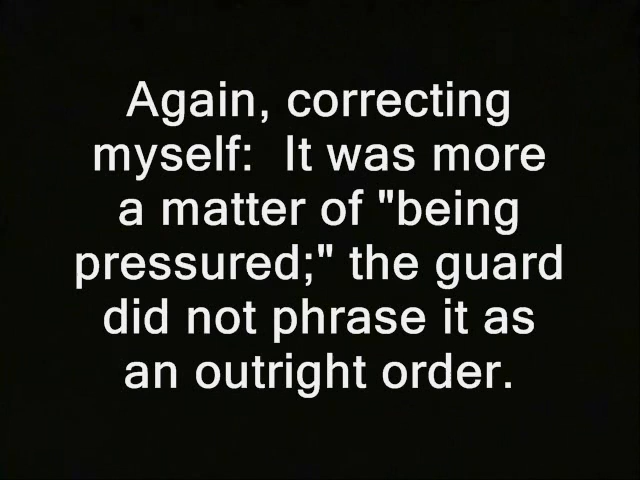 Again, correcting
myself:  It was more
a matter of "being
pressured;" the guard
did not phrase it as
an outright order.